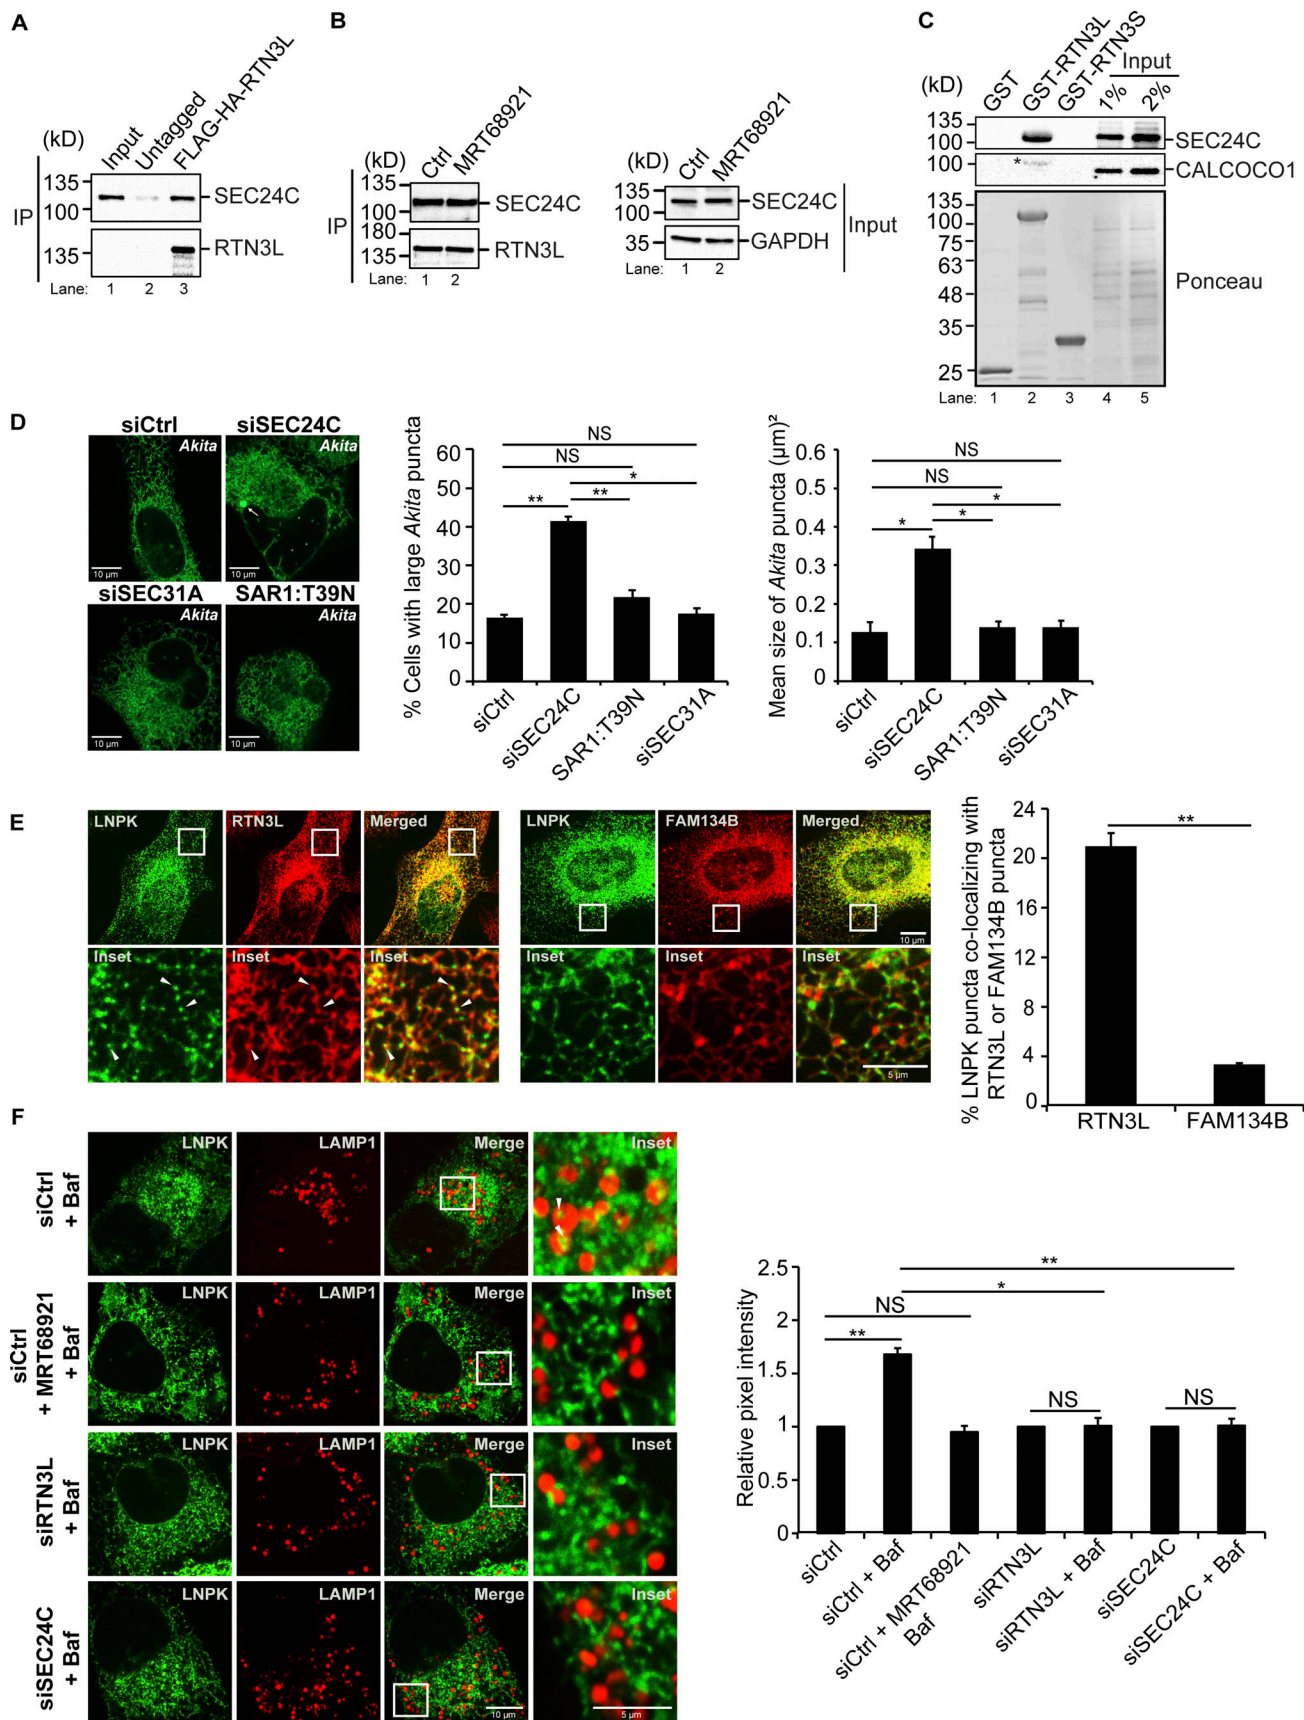 A
(kD)
Input
Untagged
FLAG-HA-RTN3L
IP
135
100
SEC24C
135
RTN3L
Lane: 1 2 3
B
(kD)
Ctrl
MRT68921
IP
135
100
SEC24C
180
135
RTN3L
Lane: 1 2
(kD)
Ctrl
MRT68921
135
100
SEC24C
35
GAPDH
Input
Lane: 1 2
C
(kD)
GST
GST-RTN3L
GST-RTN3S
Input
1%
2%
135
100
SEC24C
100
*
CALCOCO1
135
100
75
63
48
35
25
Ponceau
Lane: 1 2 3 4 5
D
siCtrl
siSEC24C
Akita
Akita
10 µm
10 µm
siSEC31A
SAR1:T39N
Akita
Akita
10 µm
10 µm
% Cells with large Akita puncta
60
50
40
30
20
10
0
NS
NS
*
**
**
siCtrl
siSEC24C
SAR1:T39N
siSEC31A
Mean size of Akita puncta (µm)²
0.6
0.5
0.4
0.3
0.2
0.1
0
NS
NS
*
*
*
siCtrl
siSEC24C
SAR1:T39N
siSEC31A
E
LNPK
RTN3L
Merged
Inset
Inset
Inset
LNPK
FAM134B
Merged
10 µm
Inset
Inset
Inset
5 µm
% LNPK puncta co-localizing with
RTN3L or FAM134B puncta
24
20
16
12
8
4
0
**
RTN3L
FAM134B
F
siCtrl
+ Baf
LNPK
LAMP1
Merge
Inset
siCtrl
+ MRT68921
+ Baf
LNPK
LAMP1
Merge
Inset
siRTN3L
+ Baf
LNPK
LAMP1
Merge
Inset
siSEC24C
+ Baf
LNPK
LAMP1
Merge
Inset
10 µm
5 µm
Relative pixel intensity
2.5
2
1.5
1
0.5
0
**
*
NS
**
NS
NS
siCtrl
siCtrl + Baf
siCtrl + MRT68921
Baf
siRTN3L
siRTN3L + Baf
siSEC24C
siSEC24C + Baf